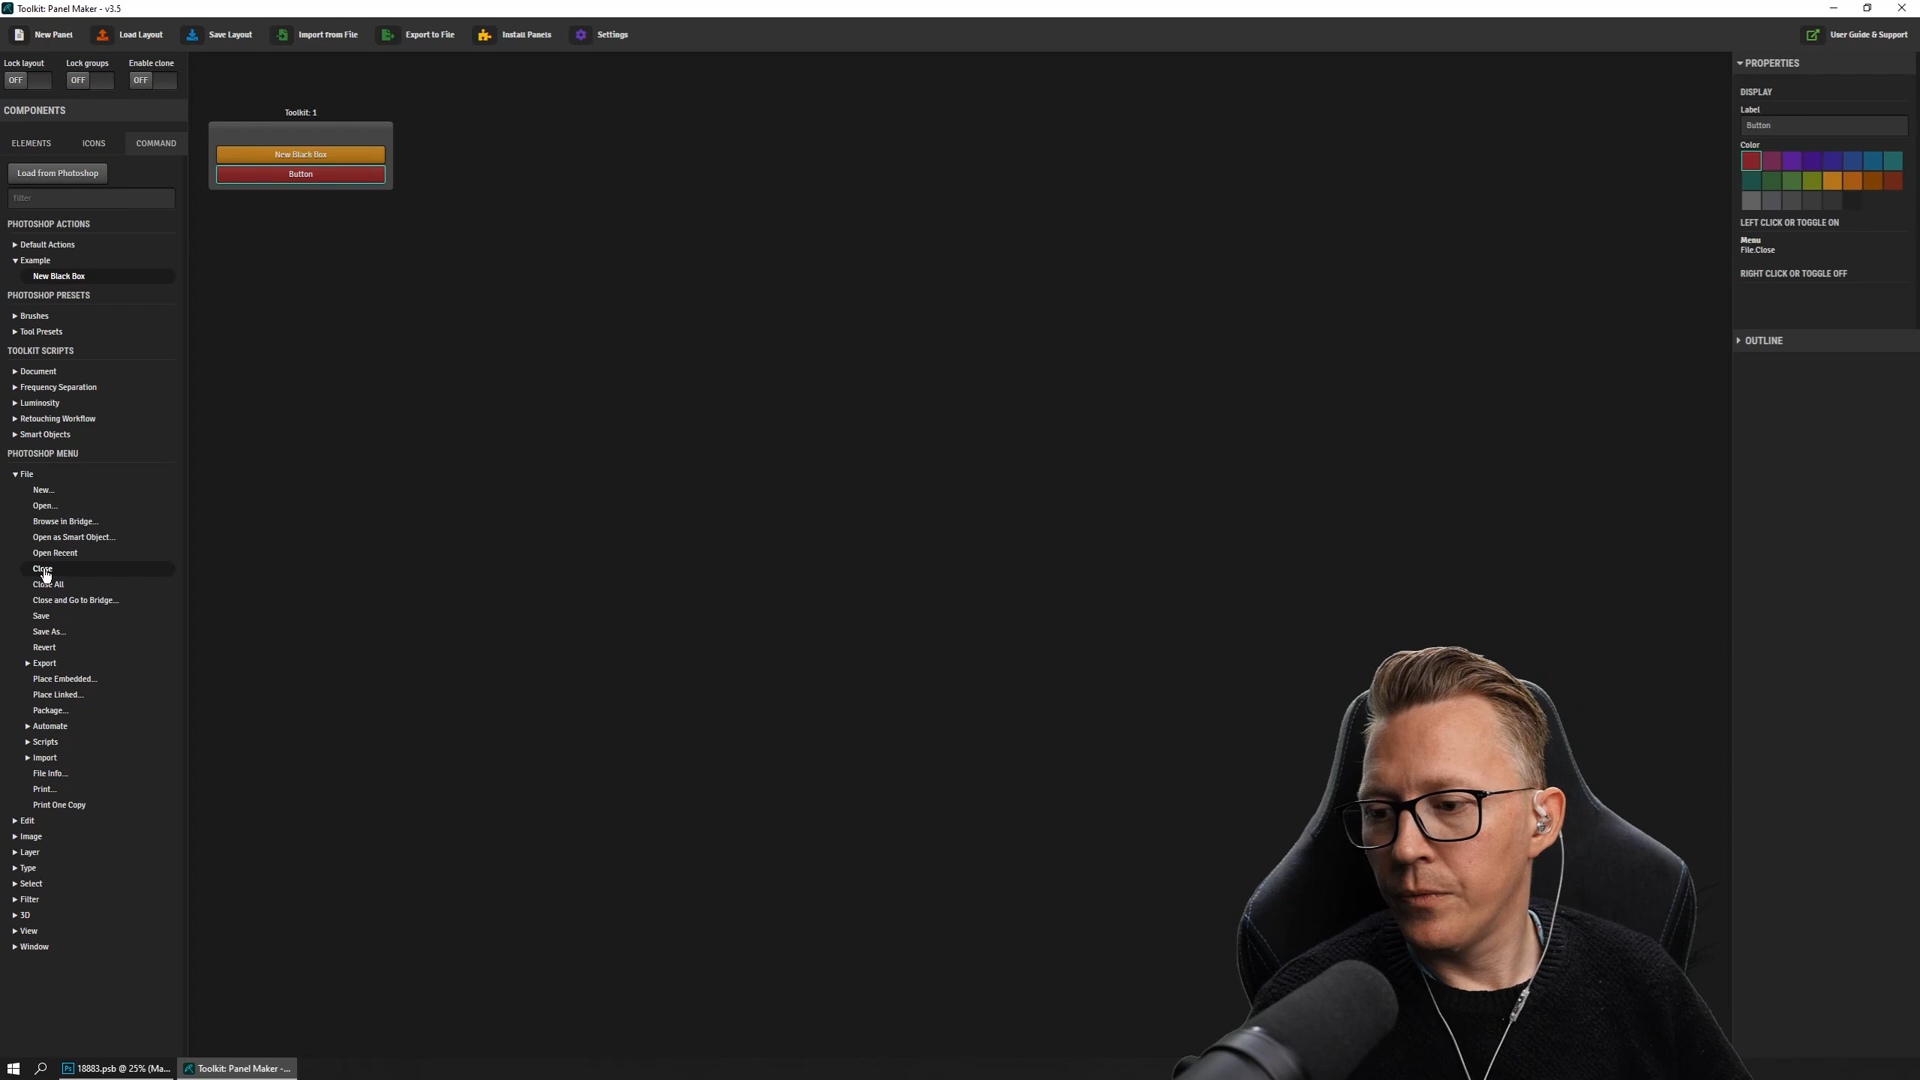 Toolkit: Panel Maker - v3.5
New Panel
Load Layout
Save Layout
Import from File
Export to File
Install Panels
Settings
User Guide & Support
Lock layout
Lock groups
Enable clone
OFF
OFF
OFF
COMPONENTS
ELEMENTS
ICONS
COMMAND
Load from Photoshop
filter
PHOTOSHOP ACTIONS
Default Actions
Example
New Black Box
PHOTOSHOP PRESETS
Brushes
Tool Presets
TOOLKIT SCRIPTS
Document
Frequency Separation
Luminosity
Retouching Workflow
Smart Objects
PHOTOSHOP MENU
File
New...
Open...
Browse in Bridge...
Open as Smart Object...
Open Recent
Close
Close All
Close and Go to Bridge...
Save
Save As...
Revert
Export
Place Embedded...
Place Linked...
Package...
Automate
Scripts
Import
File Info...
Print...
Print One Copy
Edit
Image
Layer
Type
Select
Filter
3D
View
Window
Toolkit: 1
New Black Box
Button
PROPERTIES
DISPLAY
Label
Button
Color
LEFT CLICK OR TOGGLE ON
Menu
File.Close
RIGHT CLICK OR TOGGLE OFF
OUTLINE
Ps
18883.psb @ 25% (Ma...
Toolkit: Panel Maker -...